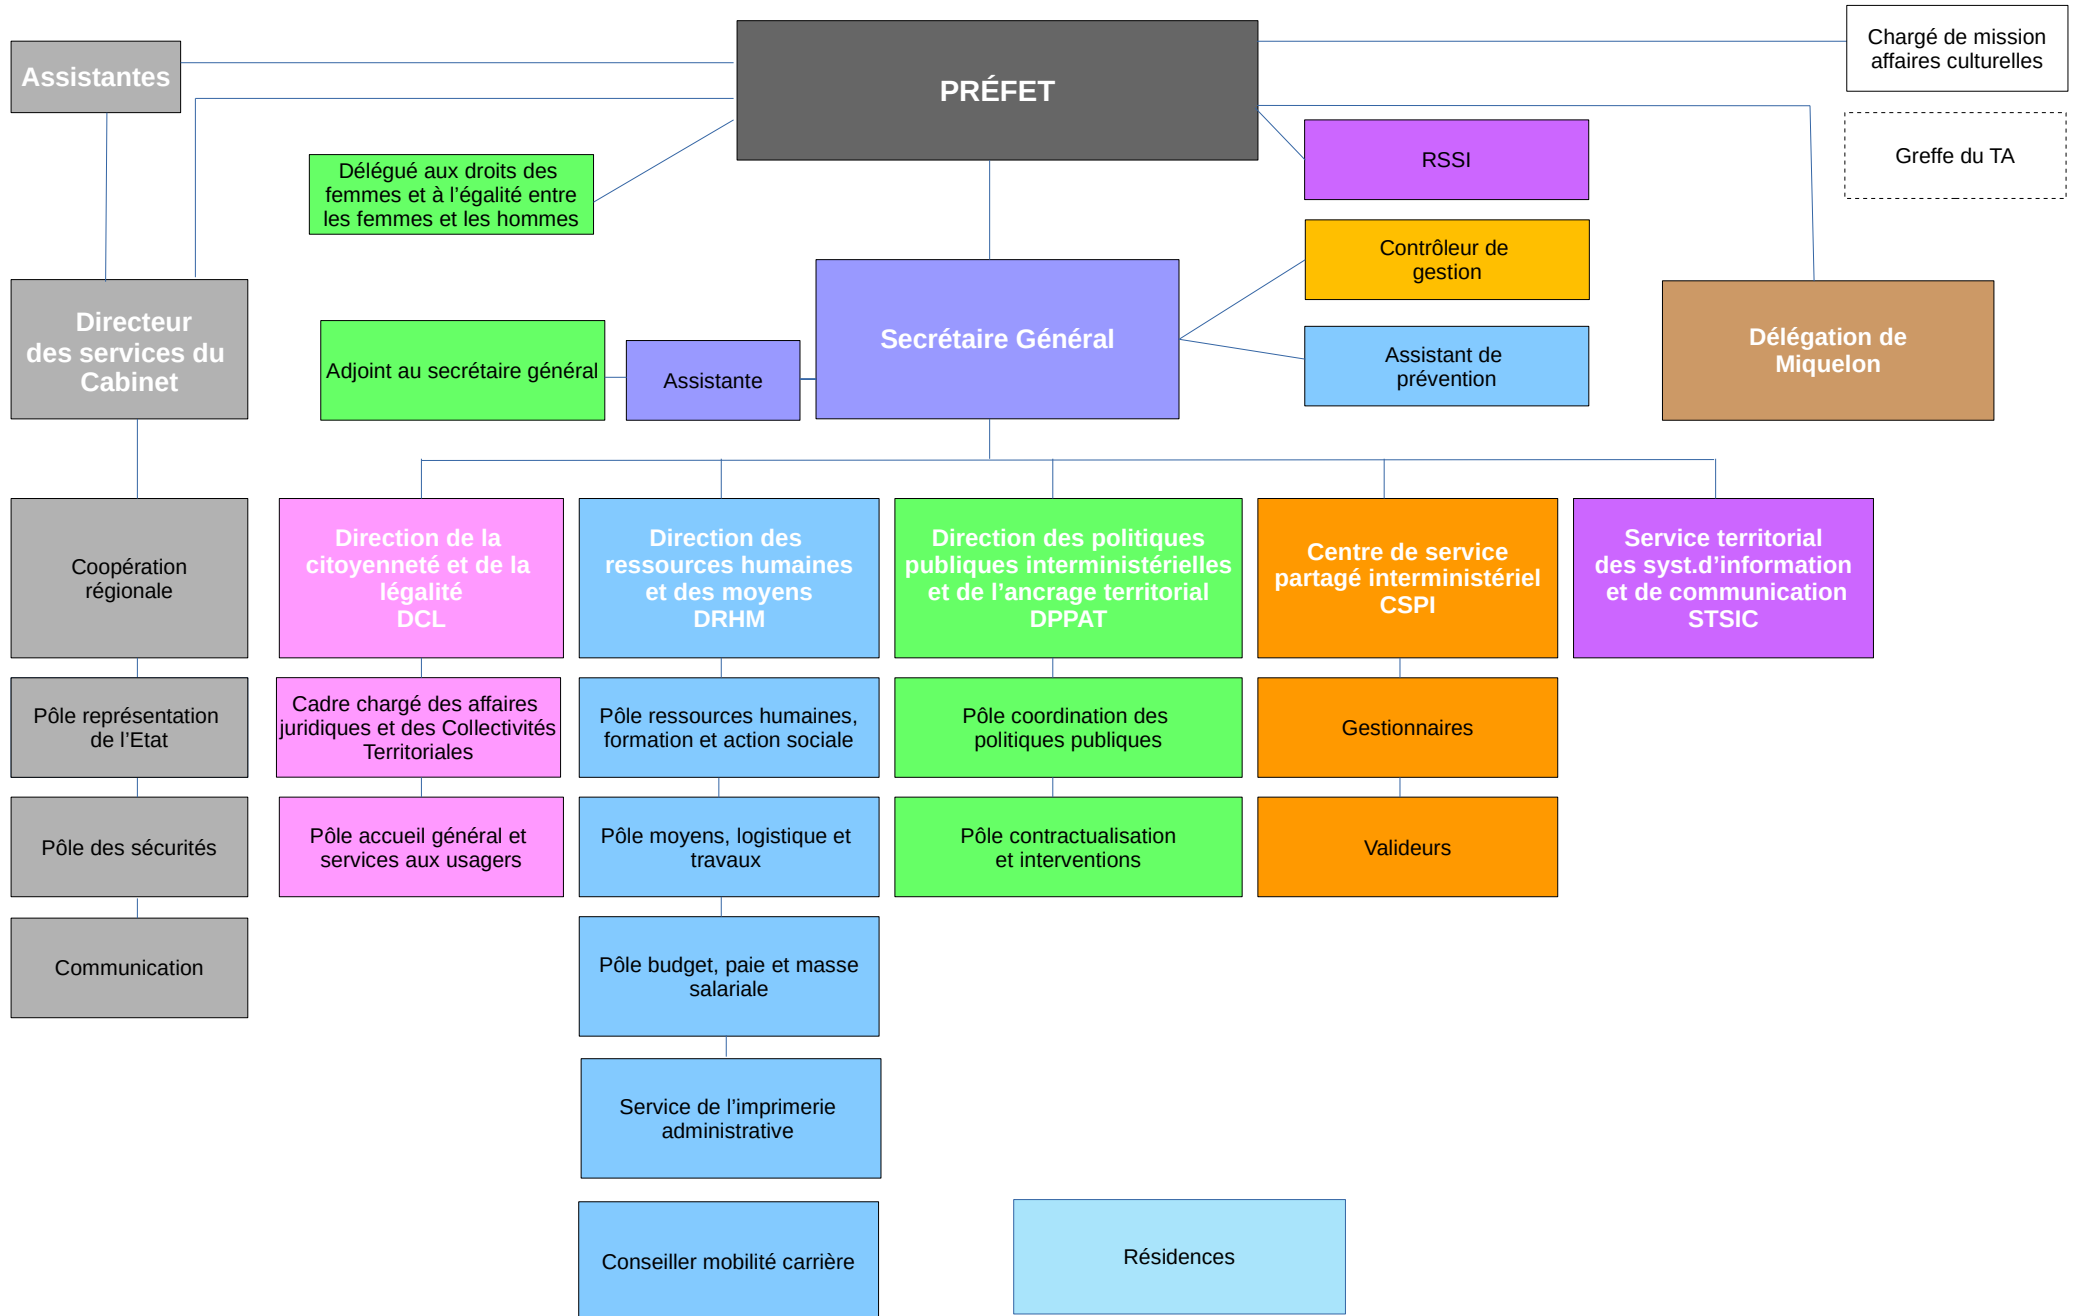 Assistantes
PRÉFET
Chargé de mission
affaires culturelles
Greffe du TA
RSSI
Délégué aux droits des
femmes et à l’égalité entre
les femmes et les hommes
Contrôleur de
gestion
Directeur
des services du
Cabinet
Adjoint au secrétaire général
Assistante
Secrétaire Général
Assistant de
prévention
Délégation de
Miquelon
Coopération
régionale
Direction de la
citoyenneté et de la
légalité
DCL
Direction des
ressources humaines
et des moyens
DRHM
Direction des politiques
publiques interministérielles
et de l’ancrage territorial
DPPAT
Centre de service
partagé interministériel
CSPI
Service territorial
des syst.d’information
et de communication
STSIC
Pôle représentation
de l’Etat
Cadre chargé des affaires
juridiques et des Collectivités
Territoriales
Pôle ressources humaines,
formation et action sociale
Pôle coordination des
politiques publiques
Gestionnaires
Pôle des sécurités
Pôle accueil général et
services aux usagers
Pôle moyens, logistique et
travaux
Pôle contractualisation
et interventions
Valideurs
Communication
Pôle budget, paie et masse
salariale
Service de l’imprimerie
administrative
Conseiller mobilité carrière
Résidences